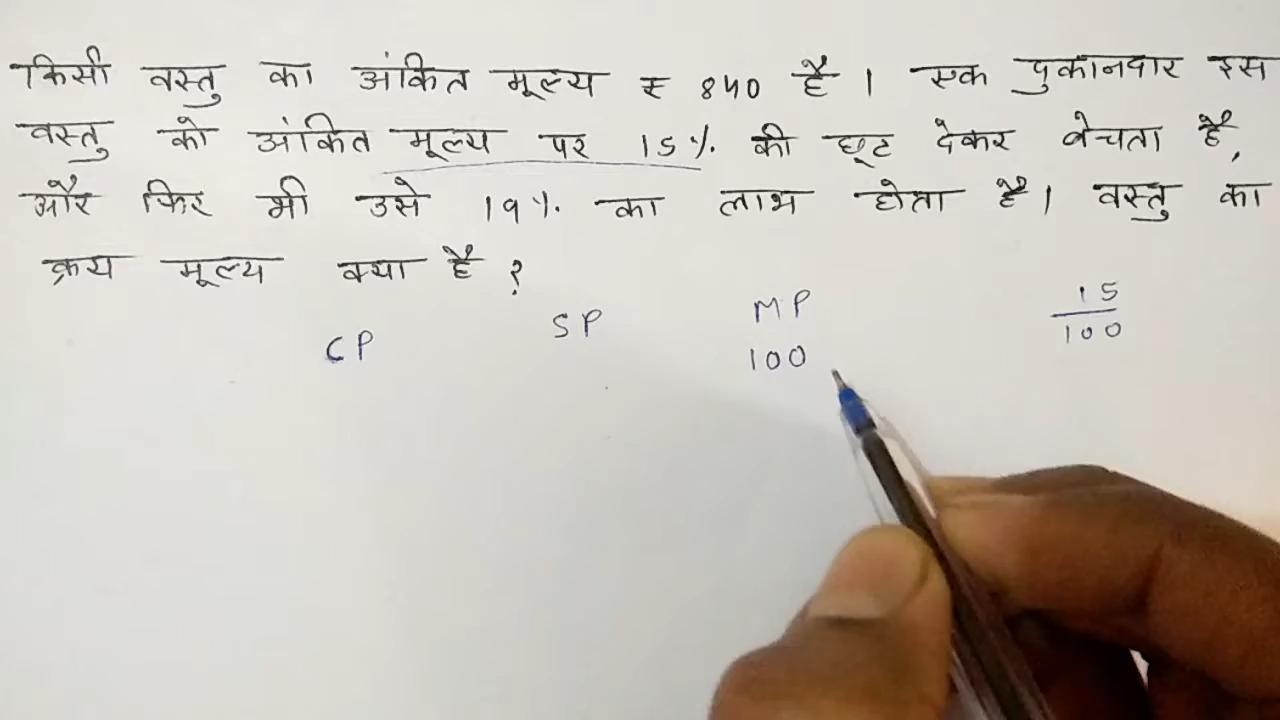 किसी वस्तु का अंकित मूल्य ₹ 840 है । एक दुकानदार इस
वस्तु को अंकित मूल्य पर 15% की छूट देकर बेचता है,
और फिर भी उसे 19% का लाभ होता है । वस्तु का
क्रय मूल्य क्या है ?
CP SP MP 15/100
100